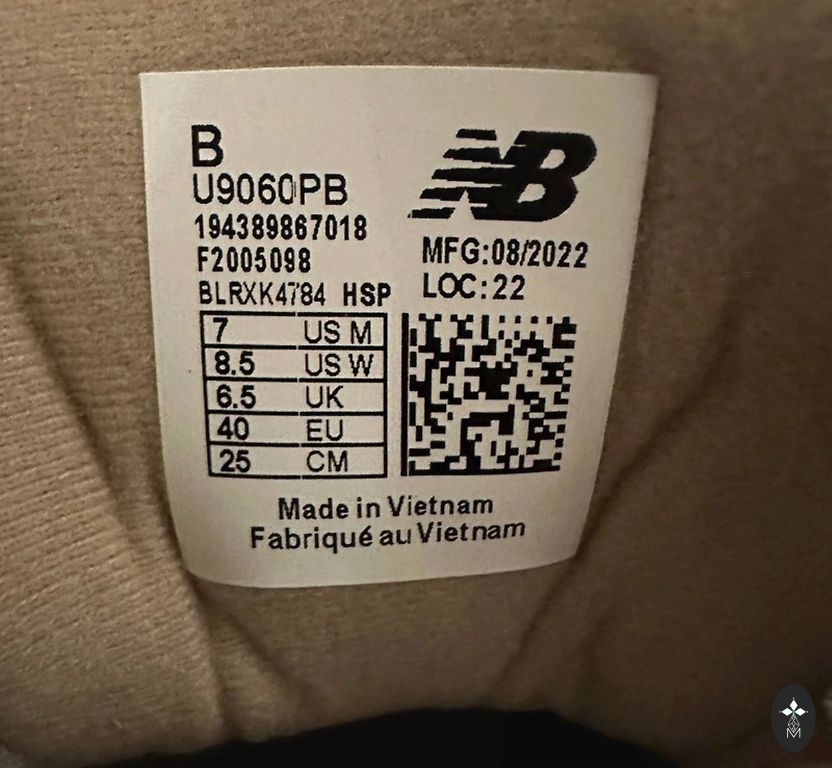 B
U9060PB
194389867018
F2005098
BLRXK4784 HSP
NB
MFG:08/2022
LOC:22
7 US M
8.5 US W
6.5 UK
40 EU
25 CM
Made in Vietnam
Fabriqué au Vietnam
M